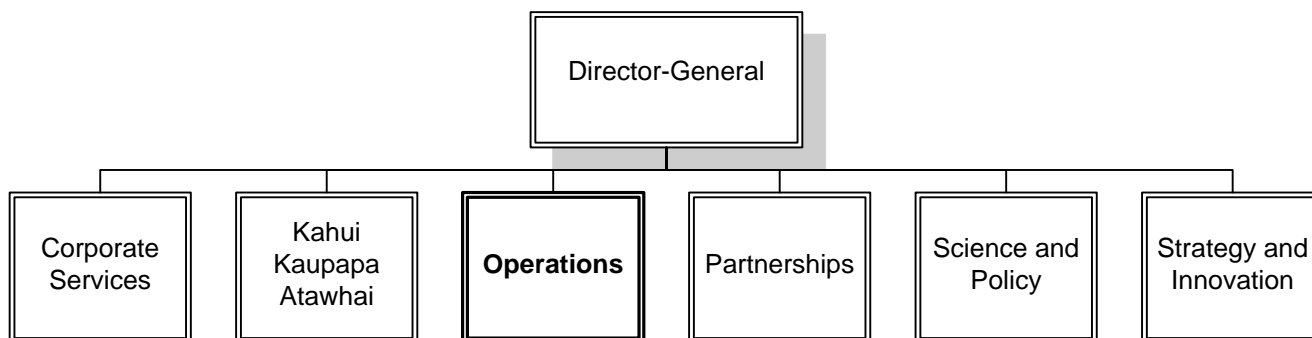 Director-General
Corporate
Services
Kahui
Kaupapa
Atawhai
Operations
Partnerships
Science and
Policy
Strategy and
Innovation